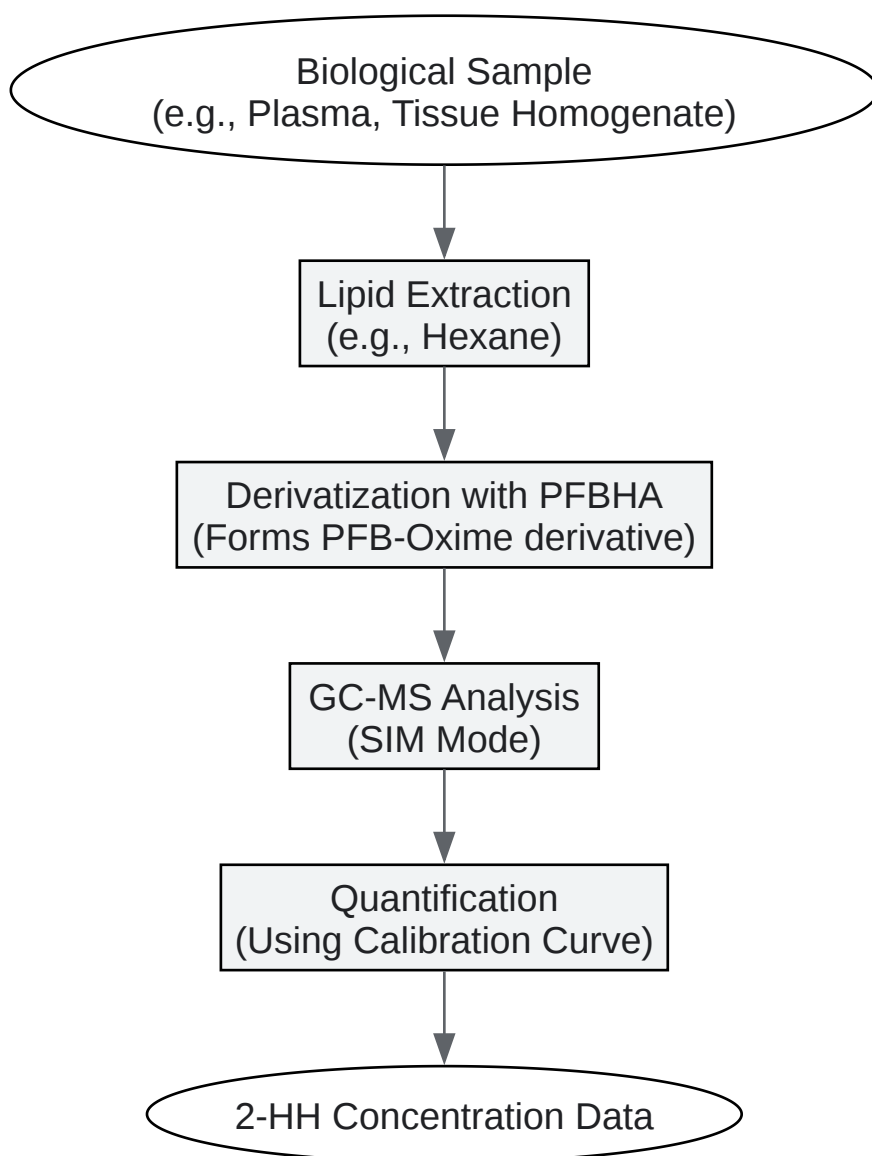 Biological Sample
(e.g., Plasma, Tissue Homogenate)
Lipid Extraction
(e.g., Hexane)
Derivatization with PFBHA
(Forms PFB-Oxime derivative)
GC-MS Analysis
(SIM Mode)
Quantification
(Using Calibration Curve)
2-HH Concentration Data